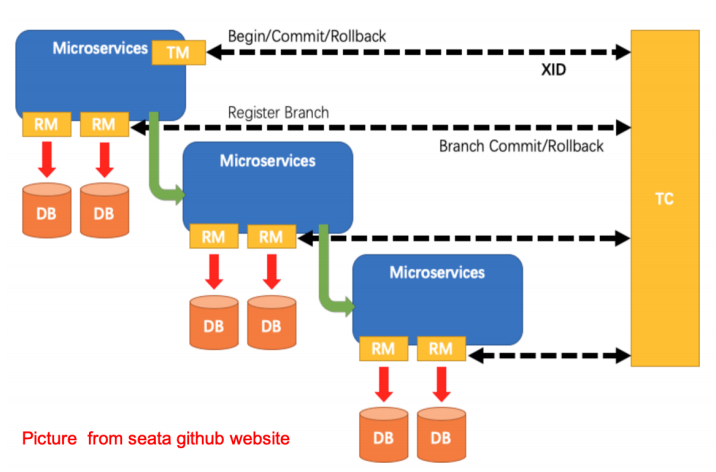 Begin/Commit/Rollback
Microservices
TM
XID
RM
RM
Register Branch
Branch Commit/Rollback
Microservices
DB
DB
TC
RM
RM
Microservices
DB
DB
RM
RM
Picture from seata github website
DB
DB